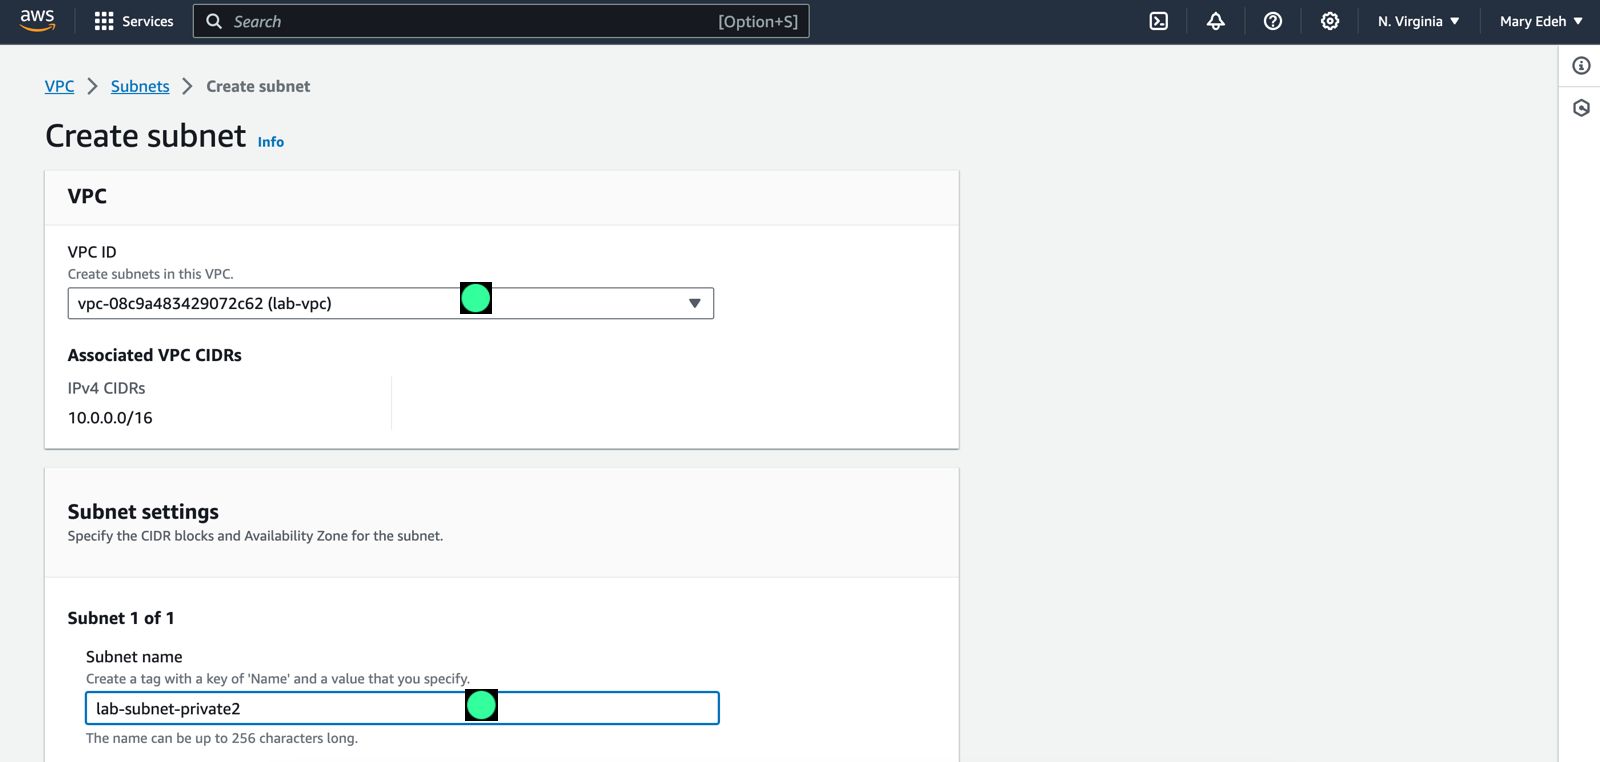 aws Services Search [Option+S] N. Virginia Mary Edeh
VPC Subnets Create subnet
Create subnet Info
VPC
VPC ID
Create subnets in this VPC.
vpc-08c9a483429072c62 (lab-vpc)
Associated VPC CIDRs
IPv4 CIDRs
10.0.0.0/16
Subnet settings
Specify the CIDR blocks and Availability Zone for the subnet.
Subnet 1 of 1
Subnet name
Create a tag with a key of 'Name' and a value that you specify.
lab-subnet-private2
The name can be up to 256 characters long.